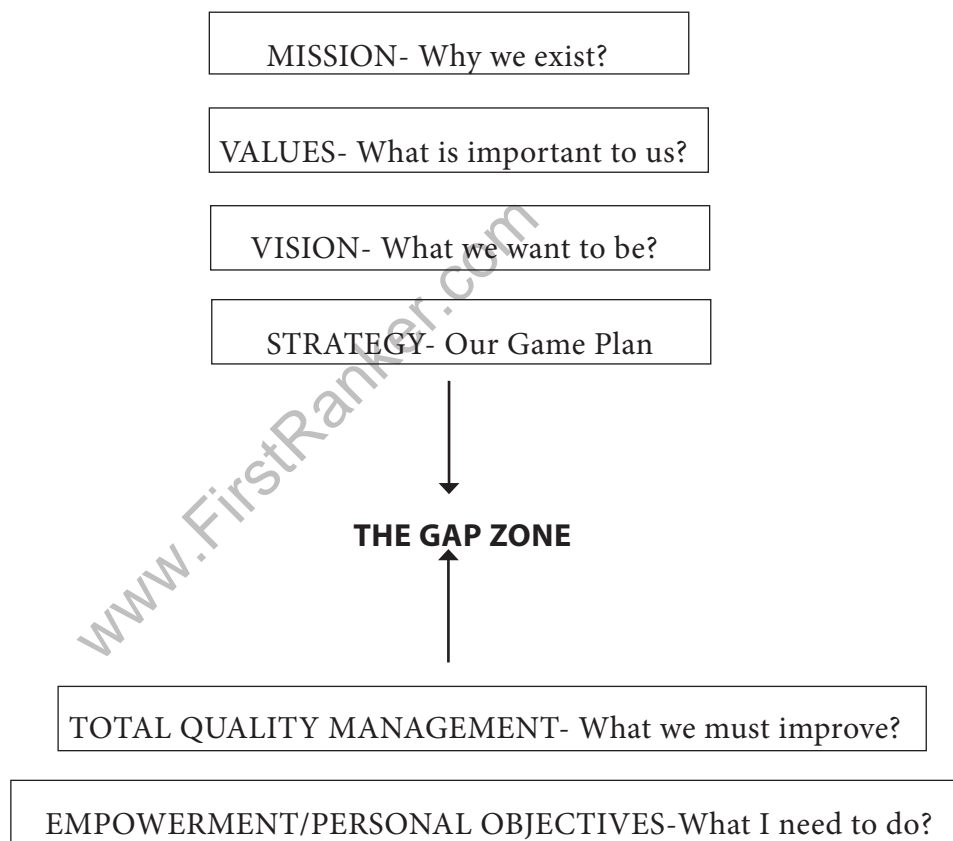 MISSION- Why we exist?
VALUES- What is important to us?
VISION- What we want to be?
STRATEGY- Our Game Plan
www.FirstRanker.com
THE GAP ZONE
TOTAL QUALITY MANAGEMENT- What we must improve?
EMPOWERMENT/PERSONAL OBJECTIVES-What I need to do?